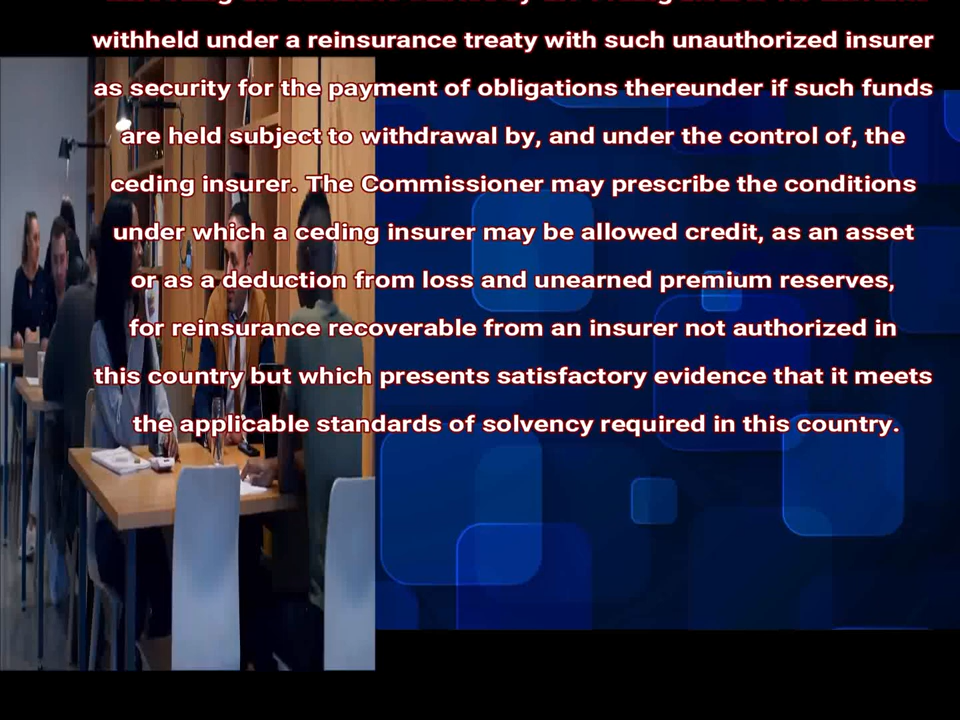 withheld under a reinsurance treaty with such unauthorized insurer
as security for the payment of obligations thereunder if such funds
are held subject to withdrawal by, and under the control of, the
ceding insurer. The Commissioner may prescribe the conditions
under which a ceding insurer may be allowed credit, as an asset
or as a deduction from loss and unearned premium reserves,
for reinsurance recoverable from an insurer not authorized in
this country but which presents satisfactory evidence that it meets
the applicable standards of solvency required in this country.